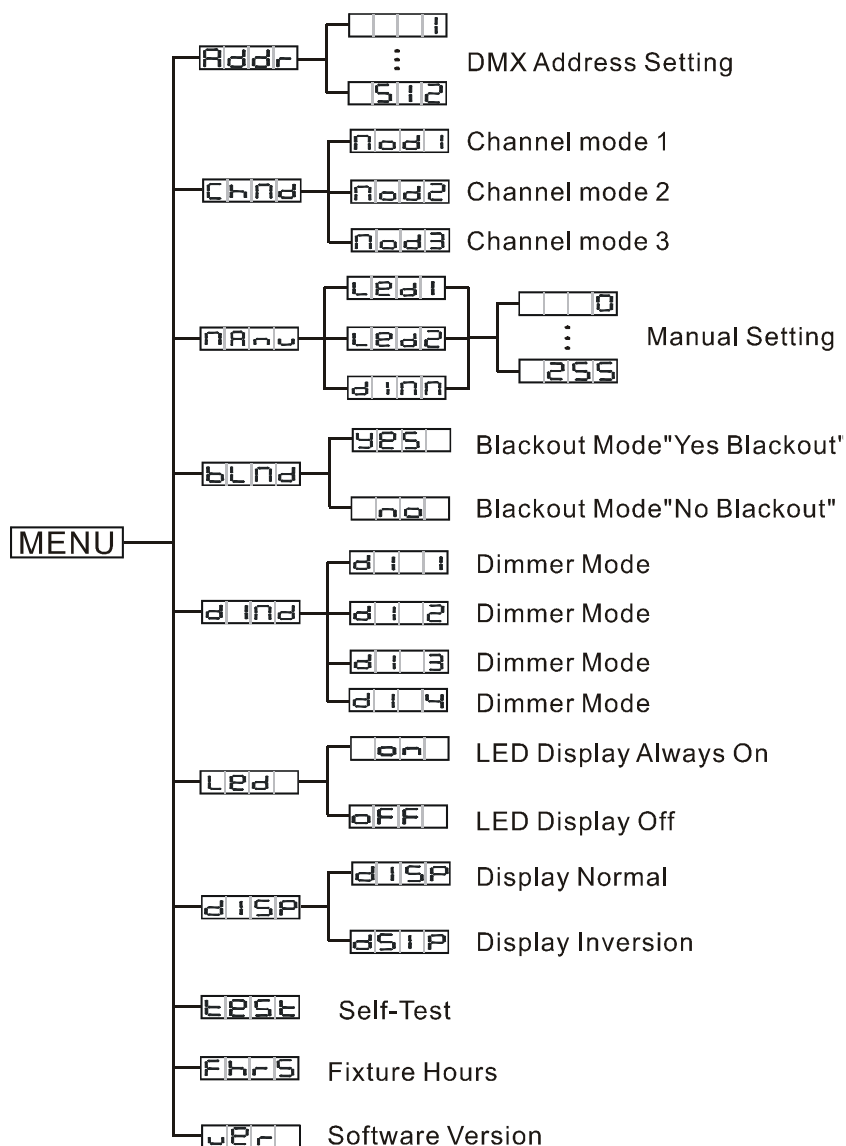 1
Addr
⋮
DMX Address Setting
512
nod1 Channel mode 1
Chnd nod2 Channel mode 2
nod3 Channel mode 3
Led1
0
nAnu Led2 ⋮ Manual Setting
255
dinn
yes Blackout Mode"Yes Blackout"
bLnd
no Blackout Mode"No Blackout"
MENU
di 1 Dimmer Mode
dind di 2 Dimmer Mode
di 3 Dimmer Mode
di 4 Dimmer Mode
on LED Display Always On
Led
oFF LED Display Off
diSP Display Normal
diSP
dSiP Display Inversion
test Self-Test
FhrS Fixture Hours
ver Software Version